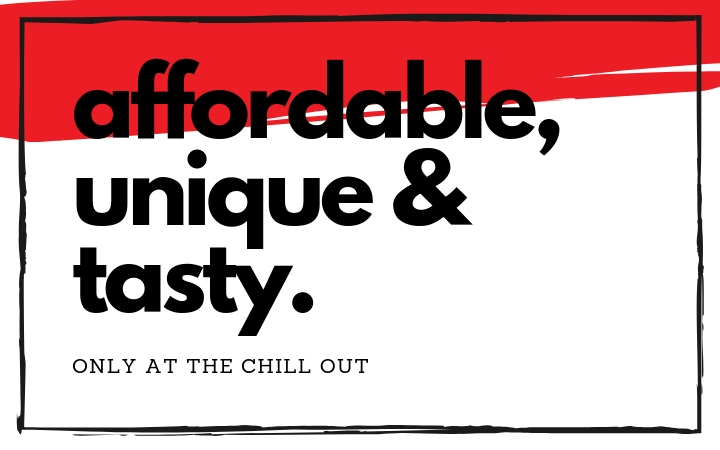 affordable,
unique &
tasty.
ONLY AT THE CHILL OUT